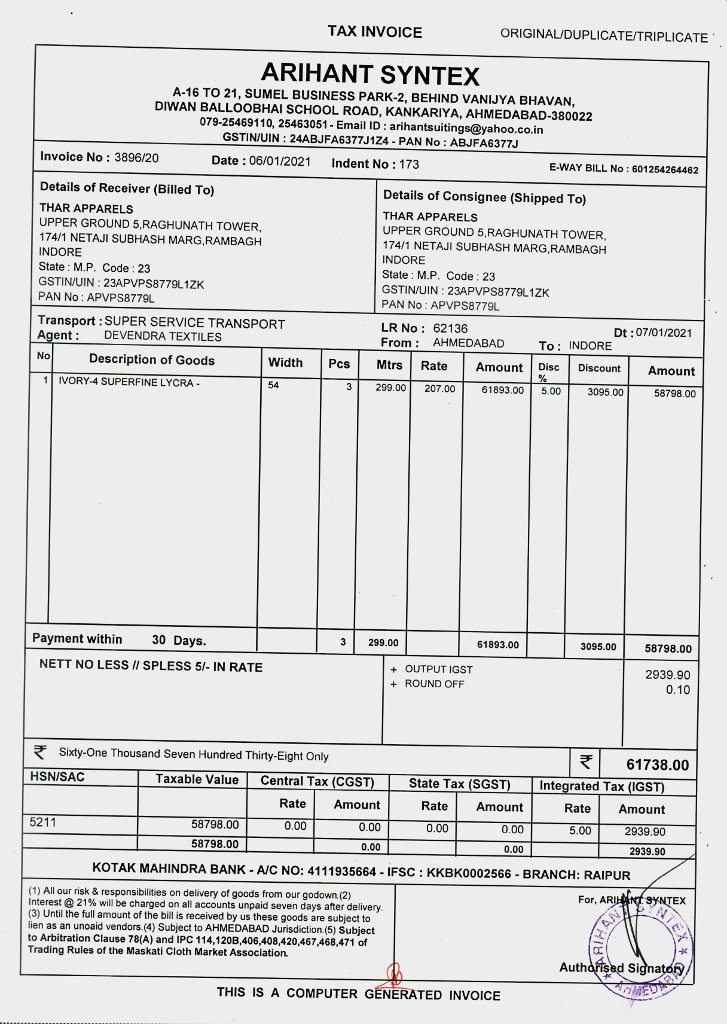 TAX INVOICE
ORIGINAL/DUPLICATE/TRIPLICATE
ARIHANT SYNTEX
A-16 TO 21, SUMEL BUSINESS PARK-2, BEHIND VANIJYA BHAVAN,
DIWAN BALLOOBHAI SCHOOL ROAD, KANKARIYA, AHMEDABAD-380022
079-25469110, 25463051 - Email ID : arihantsuitings@yahoo.co.in
GSTIN/UIN : 24ABJFA6377J1Z4 - PAN No : ABJFA6377J
Invoice No : 3896/20 Date : 06/01/2021 Indent No : 173 E-WAY BILL No : 601254264462
Details of Receiver (Billed To)
THAR APPARELS
UPPER GROUND 5,RAGHUNATH TOWER,
174/1 NETAJI SUBHASH MARG,RAMBAGH
INDORE
State : M.P. Code : 23
GSTIN/UIN : 23APVPS8779L1ZK
PAN No : APVPS8779L
Details of Consignee (Shipped To)
THAR APPARELS
UPPER GROUND 5,RAGHUNATH TOWER,
174/1 NETAJI SUBHASH MARG,RAMBAGH
INDORE
State : M.P. Code : 23
GSTIN/UIN : 23APVPS8779L1ZK
PAN No : APVPS8779L
Transport : SUPER SERVICE TRANSPORT
Agent : DEVENDRA TEXTILES
LR No : 62136 Dt : 07/01/2021
From : AHMEDABAD To : INDORE
No Description of Goods Width Pcs Mtrs Rate Amount Disc % Discount Amount
1 IVORY-4 SUPERFINE LYCRA - 54 3 299.00 207.00 61893.00 5.00 3095.00 58798.00
Payment within 30 Days. 3 299.00 61893.00 3095.00 58798.00
NETT NO LESS // SPLESS 5/- IN RATE
+ OUTPUT IGST 2939.90
+ ROUND OFF 0.10
₹ Sixty-One Thousand Seven Hundred Thirty-Eight Only ₹ 61738.00
HSN/SAC Taxable Value Central Tax (CGST) State Tax (SGST) Integrated Tax (IGST)
Rate Amount Rate Amount Rate Amount
5211 58798.00 0.00 0.00 0.00 0.00 5.00 2939.90
58798.00 0.00 0.00 2939.90
KOTAK MAHINDRA BANK - A/C NO: 4111935664 - IFSC : KKBK0002566 - BRANCH: RAIPUR
(1) All our risk & responsibilities on delivery of goods from our godown.(2)
Interest @ 21% will be charged on all accounts unpaid seven days after delivery.
(3) Until the full amount of the bill is received by us these goods are subject to
lien as an unoaid vendors.(4) Subject to AHMEDABAD Jurisdiction.(5) Subject
to Arbitration Clause 78(A) and IPC 114,120B,406,408,420,467,468,471 of
Trading Rules of the Maskati Cloth Market Association.
For, ARIHANT SYNTEX
ARIHANT SYNTEX
AHMEDABAD
Authorised Signatory
THIS IS A COMPUTER GENERATED INVOICE